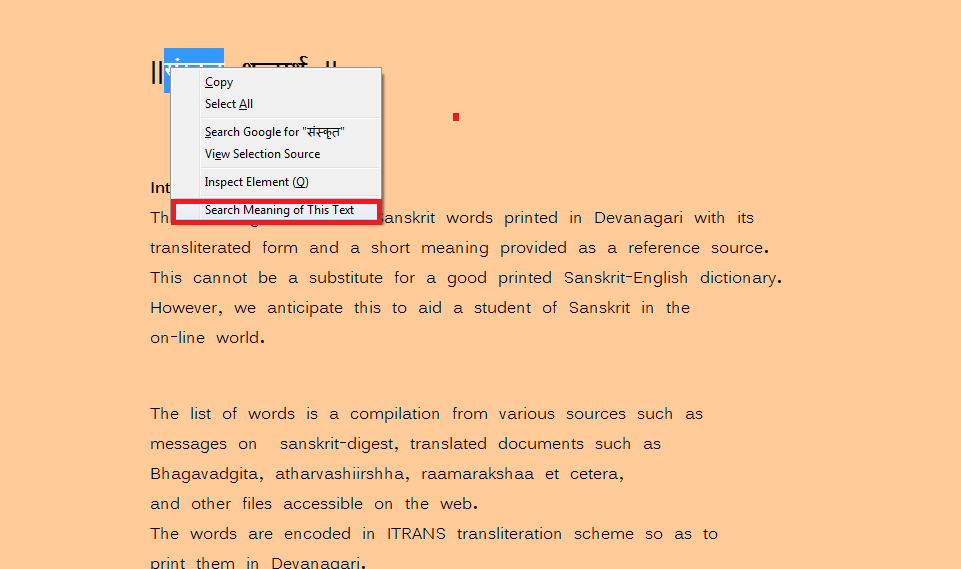 ||
||
Copy
Select All
Search Google for "संस्कृत"
View Selection Source
Inspect Element (Q)
Search Meaning of This Text
Int
Th sanskrit words printed in Devanagari with its
transliterated form and a short meaning provided as a reference source.
This cannot be a substitute for a good printed Sanskrit-English dictionary.
However, we anticipate this to aid a student of Sanskrit in the
on-line world.
The list of words is a compilation from various sources such as
messages on sanskrit-digest, translated documents such as
Bhagavadgita, atharvashiirshha, raamarakshaa et cetera,
and other files accessible on the web.
The words are encoded in ITRANS transliteration scheme so as to
print them in Devanagari.